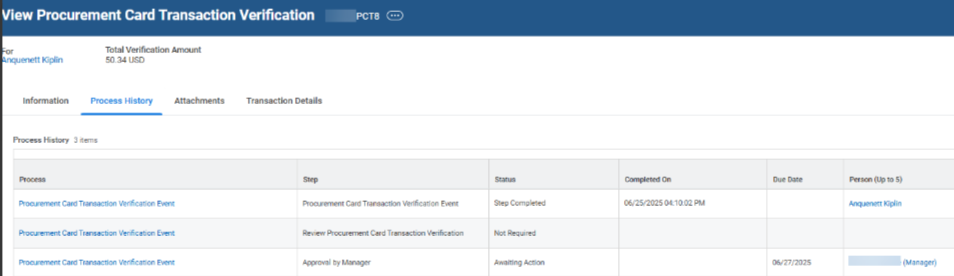 View Procurement Card Transaction Verification PCT8
For Total Verification Amount
Anquenett Kiplin 50.34 USD
Information Process History Attachments Transaction Details
Process History 3 items
Process Step Status Completed On Due Date Person (Up to 5)
Procurement Card Transaction Verification Event Procurement Card Transaction Verification Event Step Completed 06/25/2025 04:10:02 PM Anquenett Kiplin
Procurement Card Transaction Verification Event Review Procurement Card Transaction Verification Not Required
Procurement Card Transaction Verification Event Approval by Manager Awaiting Action 06/27/2025 (Manager)